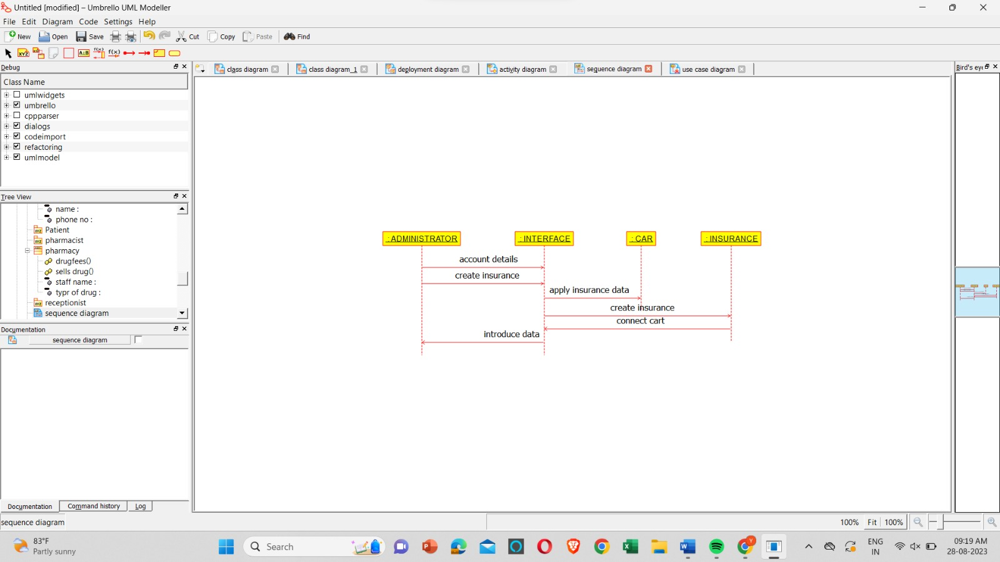 Untitled [modified] – Umbrello UML Modeller
File Edit Diagram Code Settings Help
New Open Save Cut Copy Paste Find
Debug
Class Name
umlwidgets
umbrello
cppparser
dialogs
codeimport
refactoring
umlmodel
Tree View
name :
phone no :
Patient
pharmacist
pharmacy
drugfees()
sells drug()
staff name :
typr of drug :
receptionist
sequence diagram
Documentation
sequence diagram
Documentation Command history Log
sequence diagram
class diagram class diagram_1 deployment diagram activity diagram sequence diagram use case diagram
: ADMINISTRATOR : INTERFACE : CAR : INSURANCE
account details
create insurance
apply insurance data
create insurance
connect cart
introduce data
Bird's eye
100% Fit 100%
83°F
Partly sunny
Search
ENG
IN
09:19 AM
28-08-2023